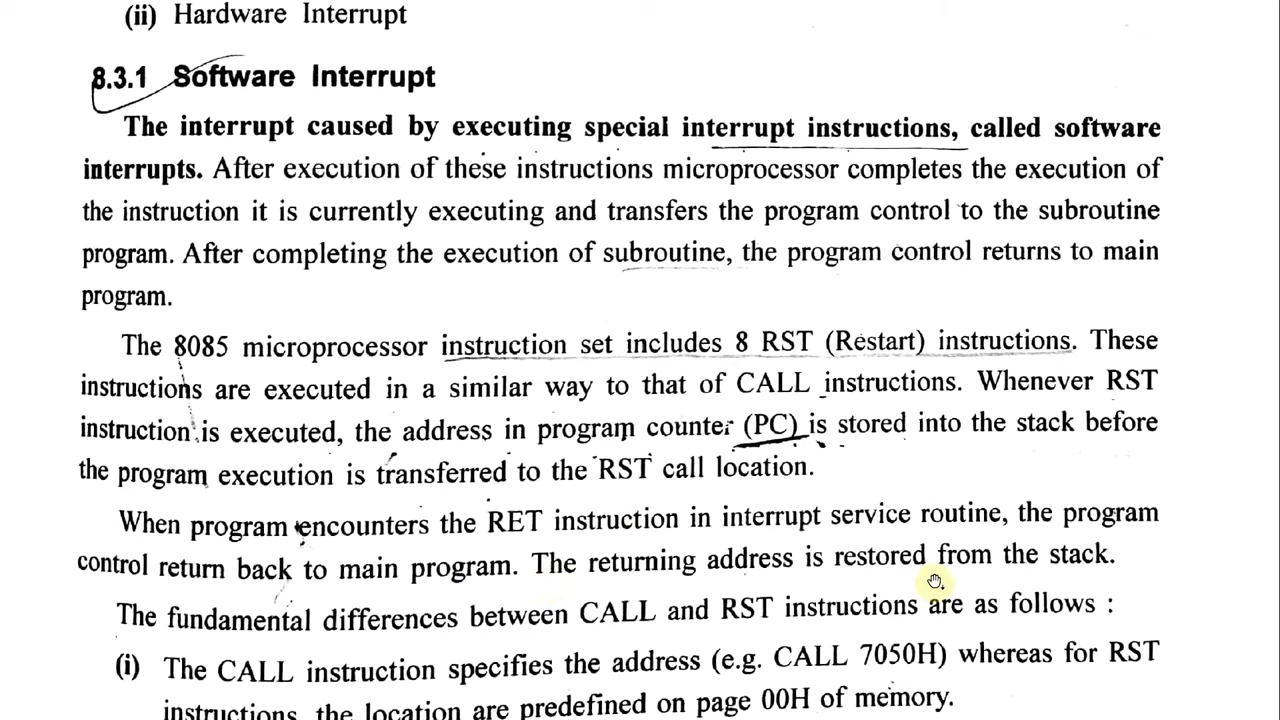 (ii) Hardware Interrupt
8.3.1 Software Interrupt
The interrupt caused by executing special interrupt instructions, called software
interrupts. After execution of these instructions microprocessor completes the execution of
the instruction it is currently executing and transfers the program control to the subroutine
program. After completing the execution of subroutine, the program control returns to main
program.
The 8085 microprocessor instruction set includes 8 RST (Restart) instructions. These
instructions are executed in a similar way to that of CALL instructions. Whenever RST
instruction is executed, the address in program counter (PC) is stored into the stack before
the program execution is transferred to the RST call location.
When program encounters the RET instruction in interrupt service routine, the program
control return back to main program. The returning address is restored from the stack.
The fundamental differences between CALL and RST instructions are as follows :
(i) The CALL instruction specifies the address (e.g. CALL 7050H) whereas for RST
instructions, the location are predefined on page 00H of memory.